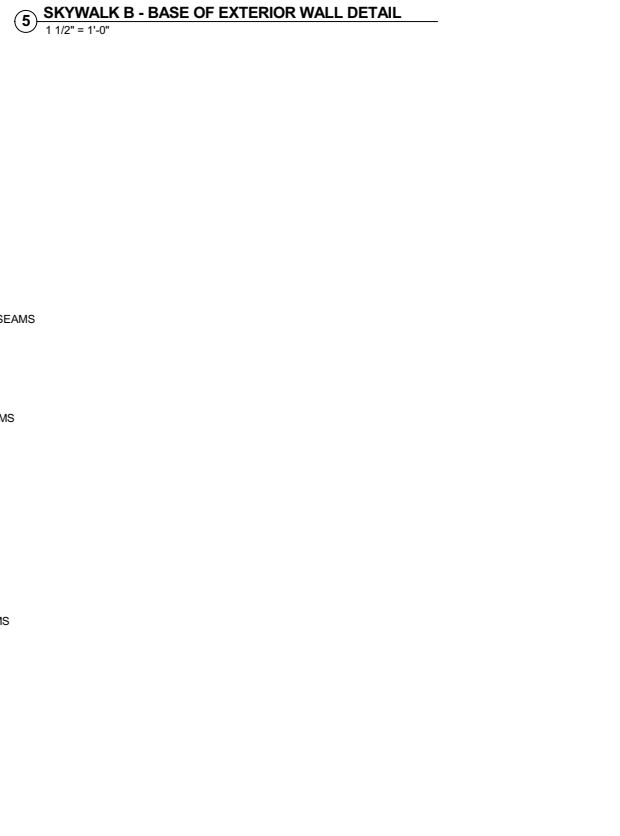 5 SKYWALK B - BASE OF EXTERIOR WALL DETAIL
1 1/2" = 1'-0"
SEAMS
MS
MS